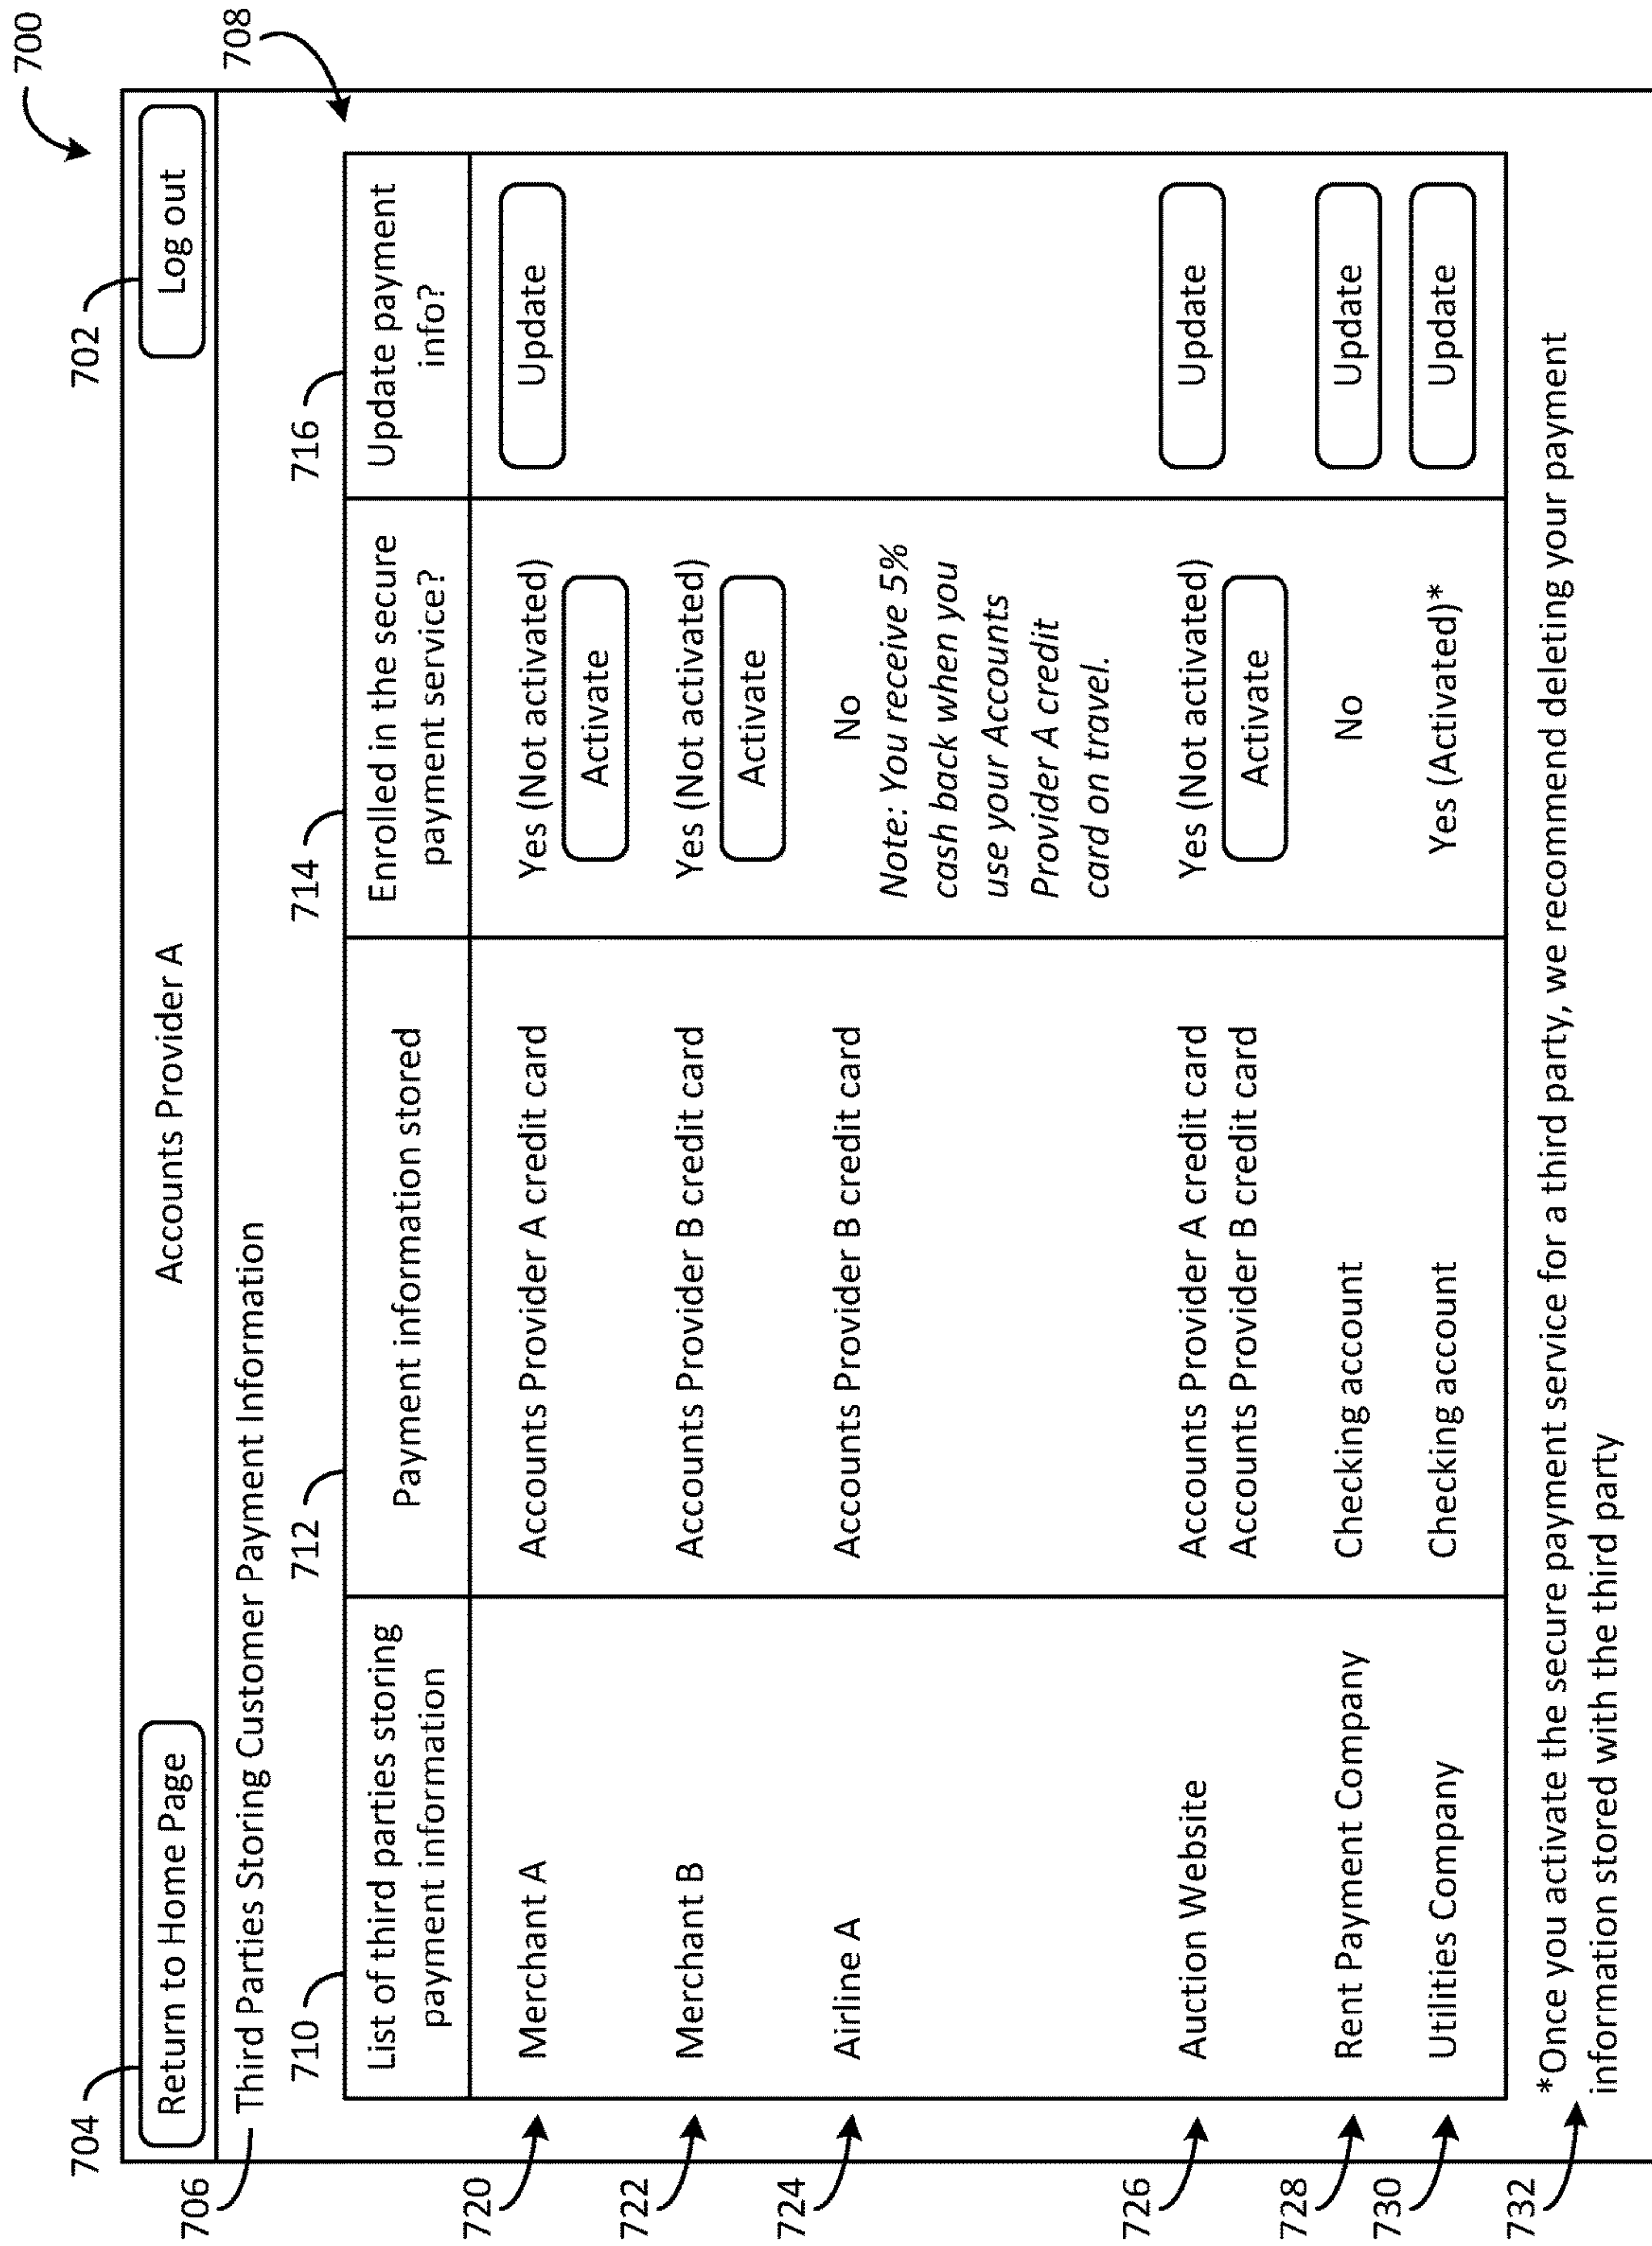 700
702
704
Return to Home Page
Accounts Provider A
Log out
706
Third Parties Storing Customer Payment Information
708
710
712
714
716
List of third parties storing
payment information
Payment information stored
Enrolled in the secure
payment service?
Update payment
info?
720
Merchant A
Accounts Provider A credit card
Yes (Not activated)
Activate
Update
722
Merchant B
Accounts Provider B credit card
Yes (Not activated)
Activate
724
Airline A
Accounts Provider B credit card
No
Note: You receive 5%
cash back when you
use your Accounts
Provider A credit
card on travel.
726
Auction Website
Accounts Provider A credit card
Accounts Provider B credit card
Yes (Not activated)
Activate
Update
728
Rent Payment Company
Checking account
No
Update
730
Utilities Company
Checking account
Yes (Activated)*
Update
732
*Once you activate the secure payment service for a third party, we recommend deleting your payment
information stored with the third party